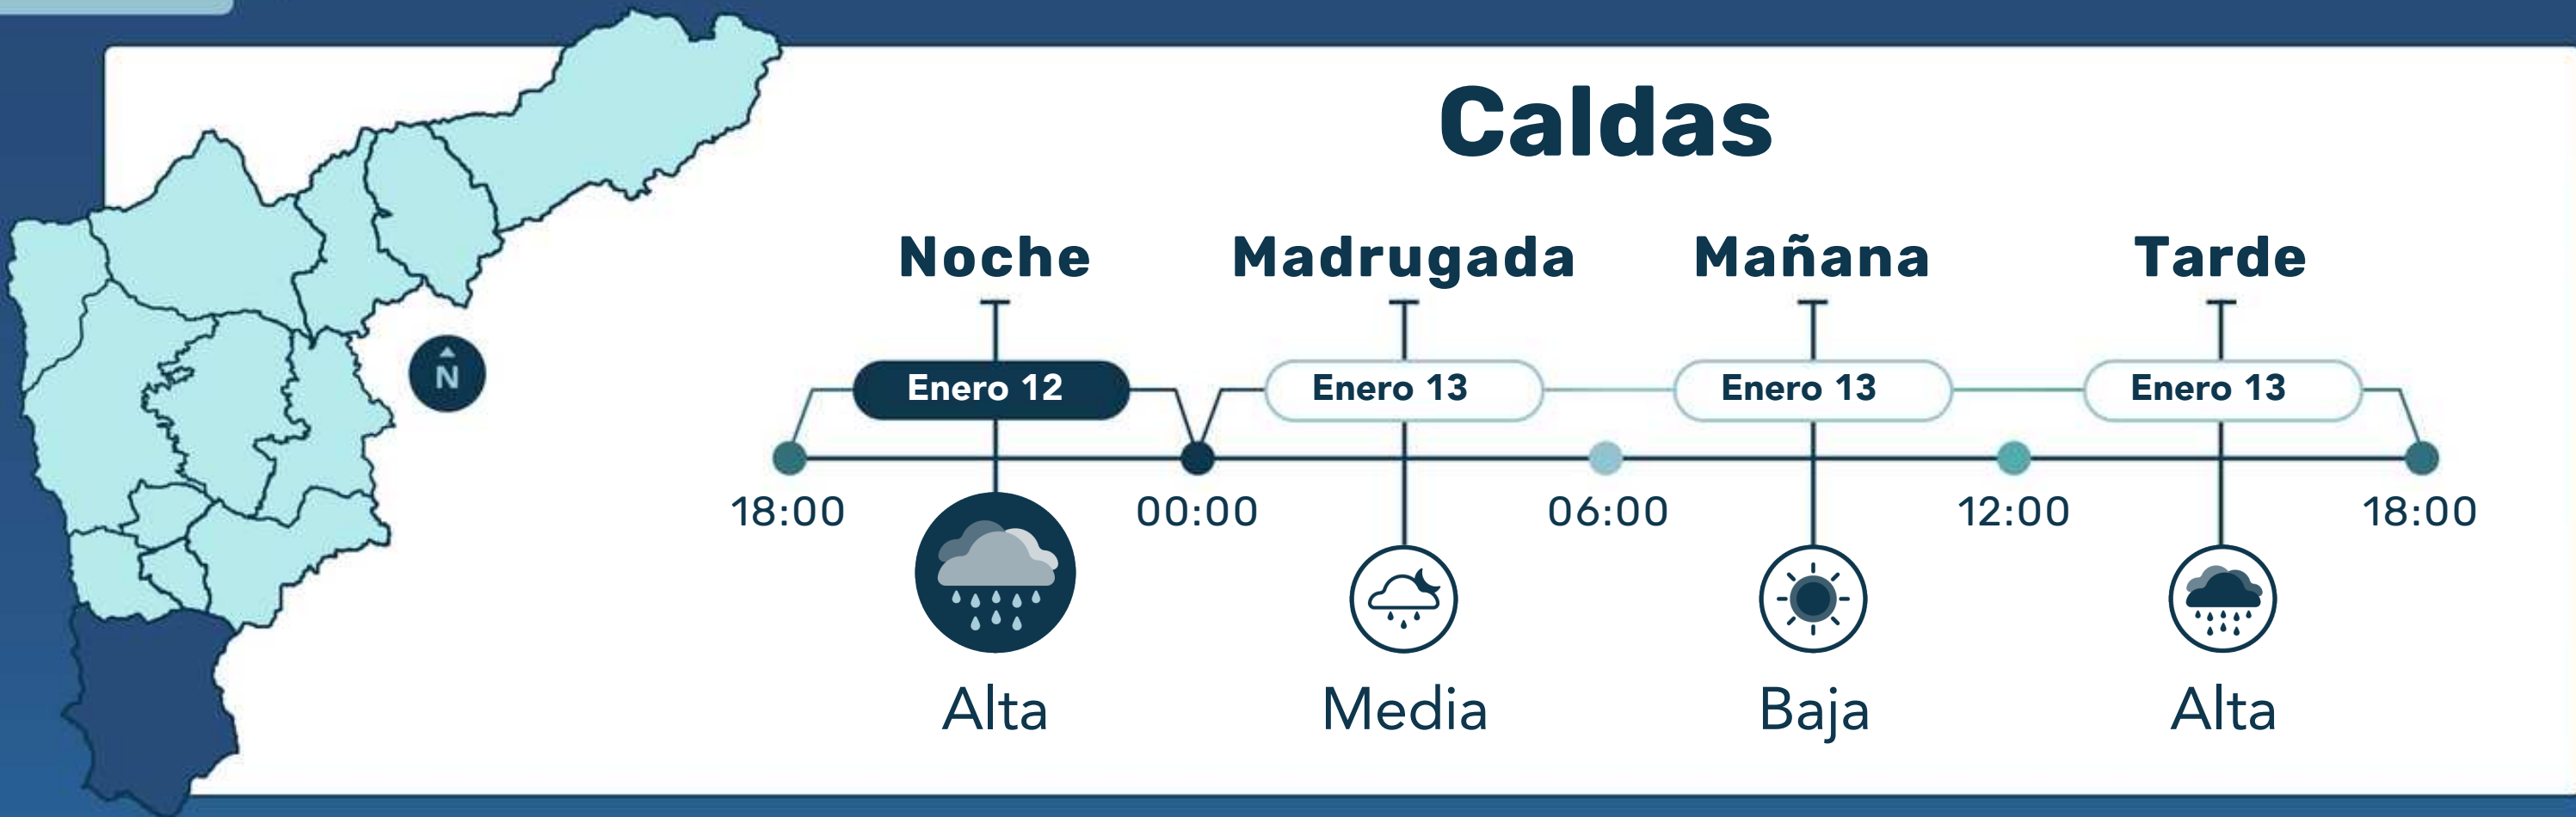 Caldas
Noche Madrugada Mañana Tarde
Enero 12 Enero 13 Enero 13 Enero 13
N
18:00 00:00 06:00 12:00 18:00
Alta Media Baja Alta